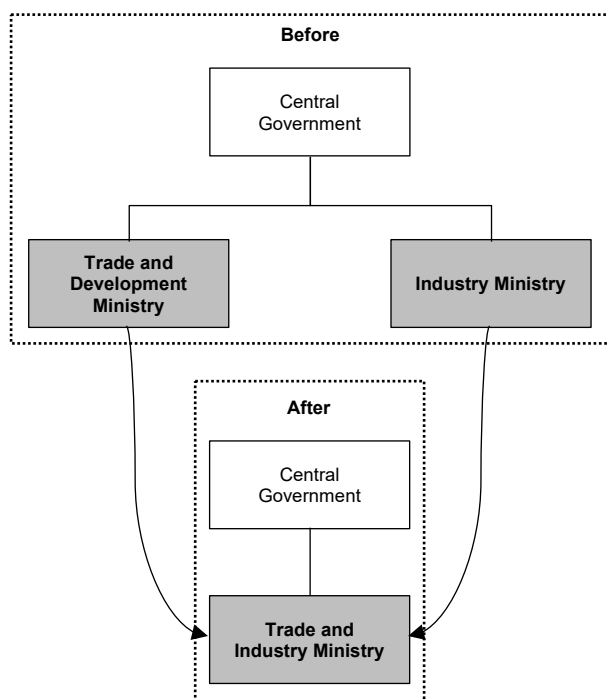 Before
Central
Government
Trade and
Development
Ministry
Industry Ministry
After
Central
Government
Trade and
Industry Ministry